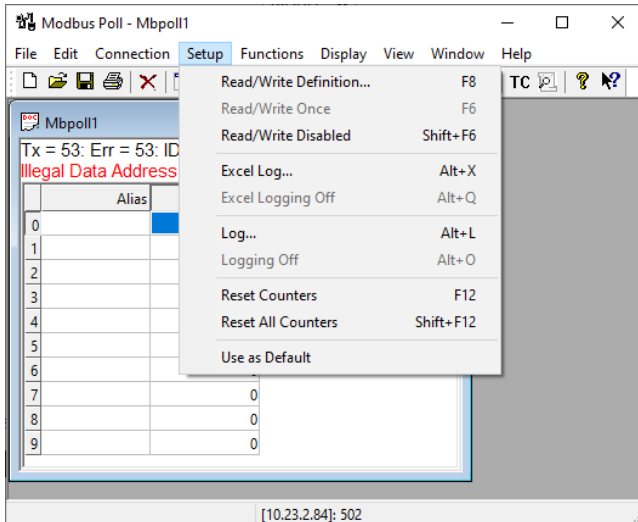 Modbus Poll - Mbpoll1
File Edit Connection Setup Functions Display View Window Help
TC
Read/Write Definition... F8
Read/Write Once F6
Read/Write Disabled Shift+F6
Excel Log... Alt+X
Excel Logging Off Alt+Q
Log... Alt+L
Logging Off Alt+O
Reset Counters F12
Reset All Counters Shift+F12
Use as Default
Mbpoll1
Tx = 53: Err = 53: ID
Illegal Data Address
Alias
0
1
2
3
4
5
6
7 0
8 0
9 0
[10.23.2.84]: 502